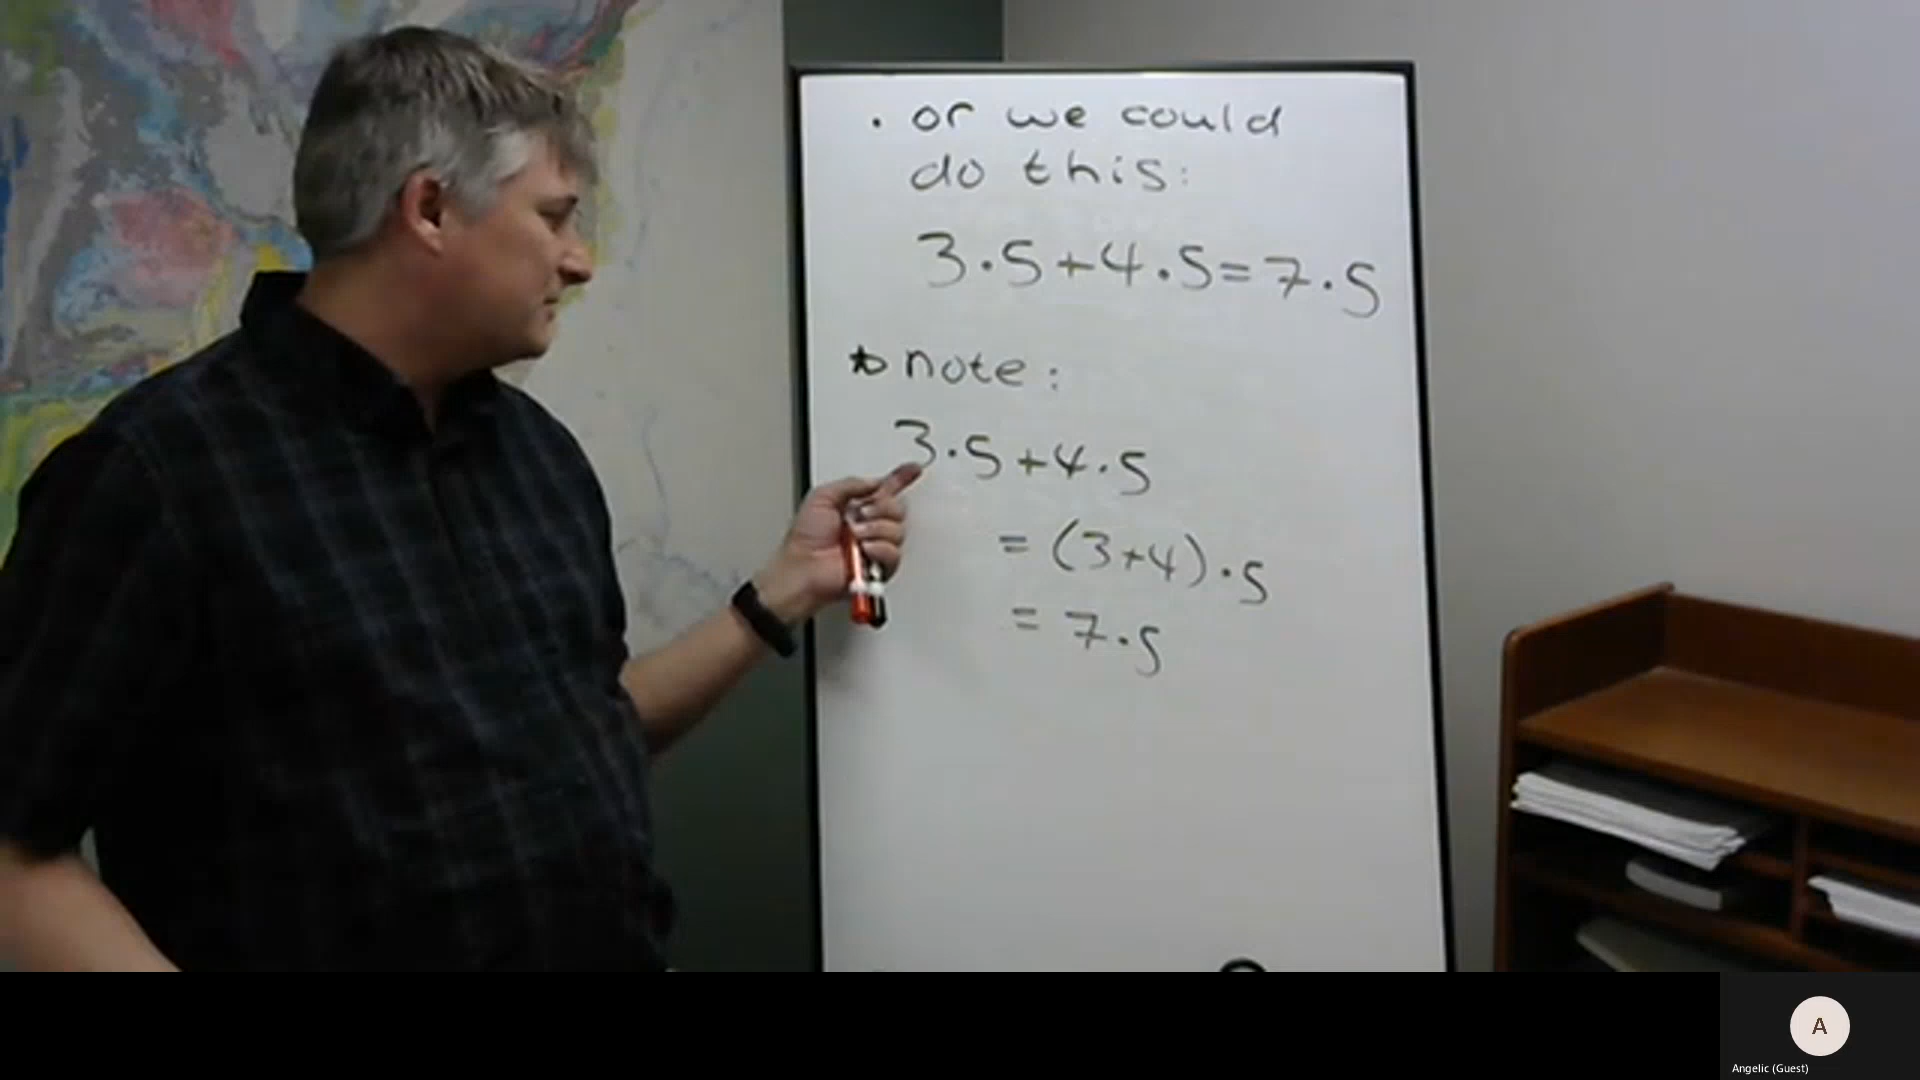 • or we could
do this:
3·5+4·5=7·5
☆ note:
3·5+4·5
=(3+4)·5
=7·5
A
Angelic (Guest)